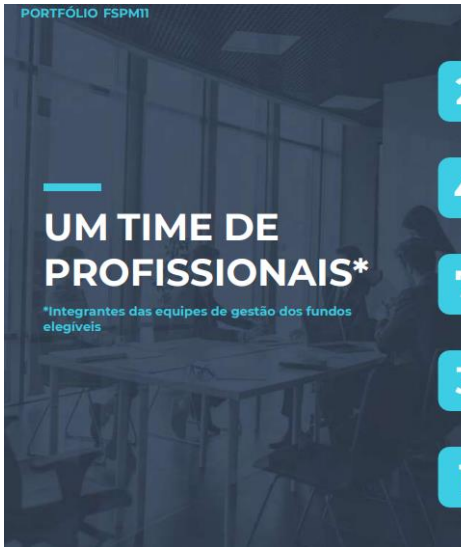 PORTFÓLIO FSPM11
UM TIME DE
PROFISSIONAIS*
*Integrantes das equipes de gestão dos fundos
elegíveis